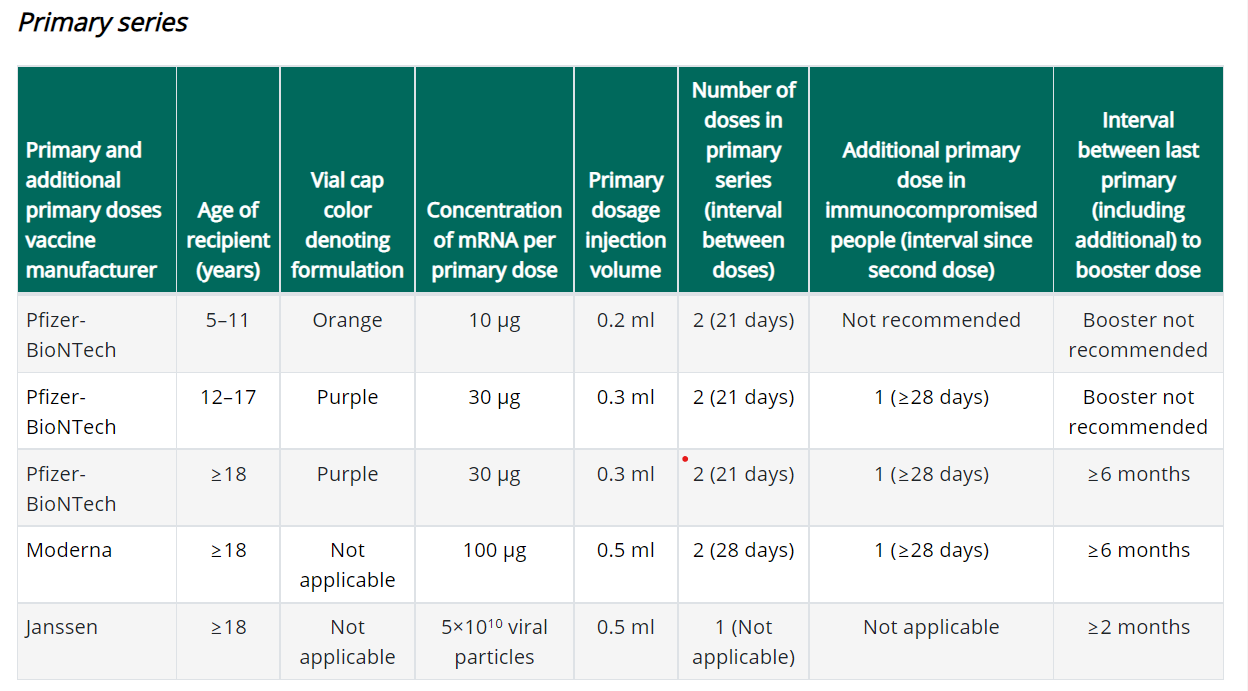 Primary series
Primary and
additional
primary doses
vaccine
manufacturer
Age of
recipient
(years)
Vial cap
color
denoting
formulation
Concentration
of mRNA per
primary dose
Primary
dosage
injection
volume
Number of
doses in
primary
series
(interval
between
doses)
Additional primary
dose in
immunocompromised
people (interval since
second dose)
Interval
between last
primary
(including
additional) to
booster dose
Pfizer-
BioNTech
5–11
Orange
10 µg
0.2 ml
2 (21 days)
Not recommended
Booster not
recommended
Pfizer-
BioNTech
12–17
Purple
30 µg
0.3 ml
2 (21 days)
1 (≥28 days)
Booster not
recommended
Pfizer-
BioNTech
≥18
Purple
30 µg
0.3 ml
2 (21 days)
1 (≥28 days)
≥6 months
Moderna
≥18
Not
applicable
100 µg
0.5 ml
2 (28 days)
1 (≥28 days)
≥6 months
Janssen
≥18
Not
applicable
5×10¹⁰ viral
particles
0.5 ml
1 (Not
applicable)
Not applicable
≥2 months